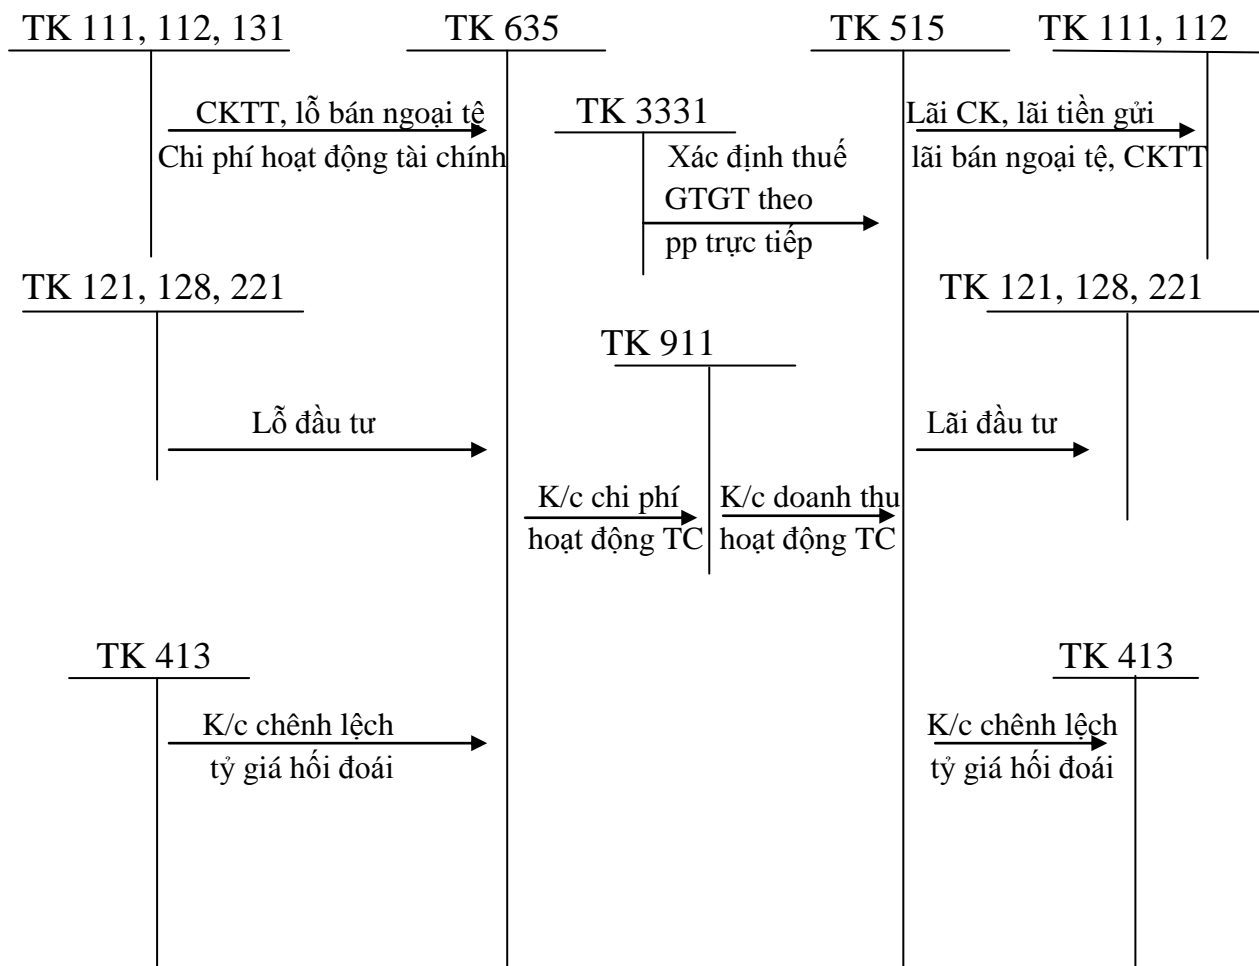 TK 111, 112, 131
TK 635
TK 515
TK 111, 112
CKTT, lỗ bán ngoại tệ
Chi phí hoạt động tài chính
TK 3331
Xác định thuế
GTGT theo
pp trực tiếp
Lãi CK, lãi tiền gửi
lãi bán ngoại tệ, CKTT
TK 121, 128, 221
TK 121, 128, 221
TK 911
Lỗ đầu tư
Lãi đầu tư
K/c chi phí
hoạt động TC
K/c doanh thu
hoạt động TC
TK 413
TK 413
K/c chênh lệch
tỷ giá hối đoái
K/c chênh lệch
tỷ giá hối đoái